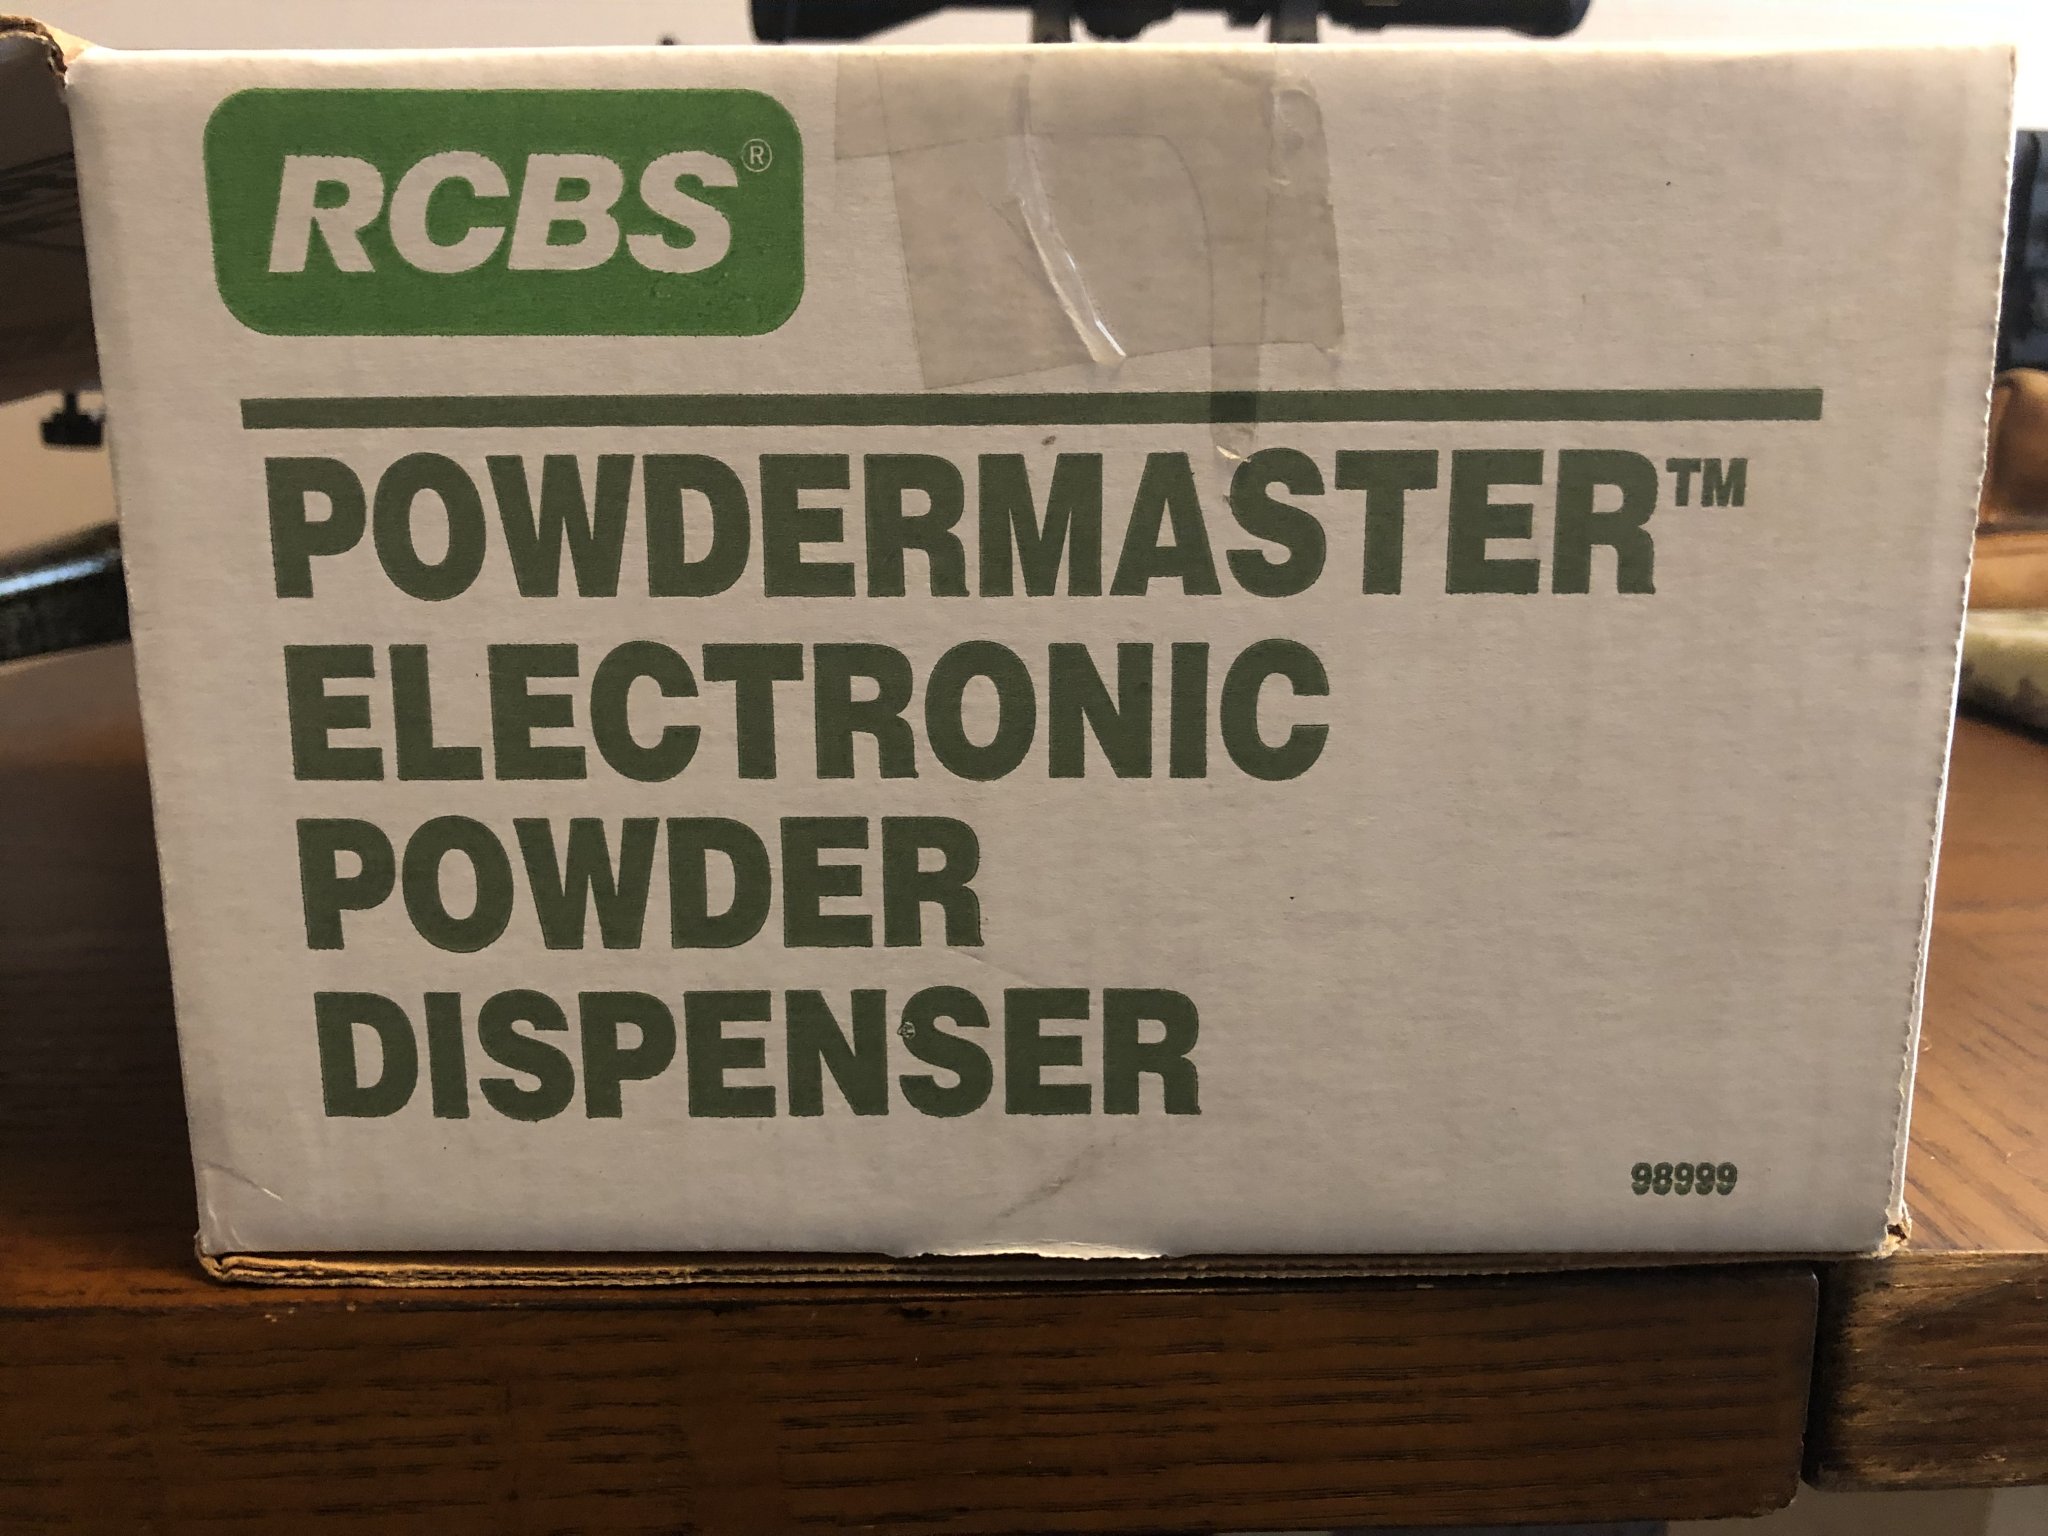 RCBS®
POWDERMASTER™
ELECTRONIC
POWDER
DISPENSER
98999